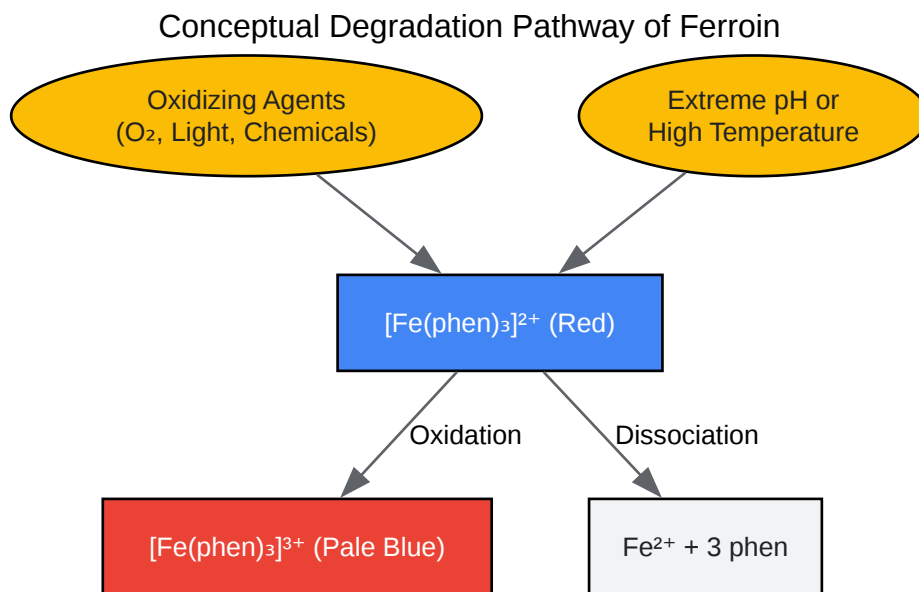 Conceptual Degradation Pathway of Ferroin
Oxidizing Agents
(O₂, Light, Chemicals)
Extreme pH or
High Temperature
[Fe(phen)₃]²⁺ (Red)
Oxidation
Dissociation
[Fe(phen)₃]³⁺ (Pale Blue)
Fe²⁺ + 3 phen